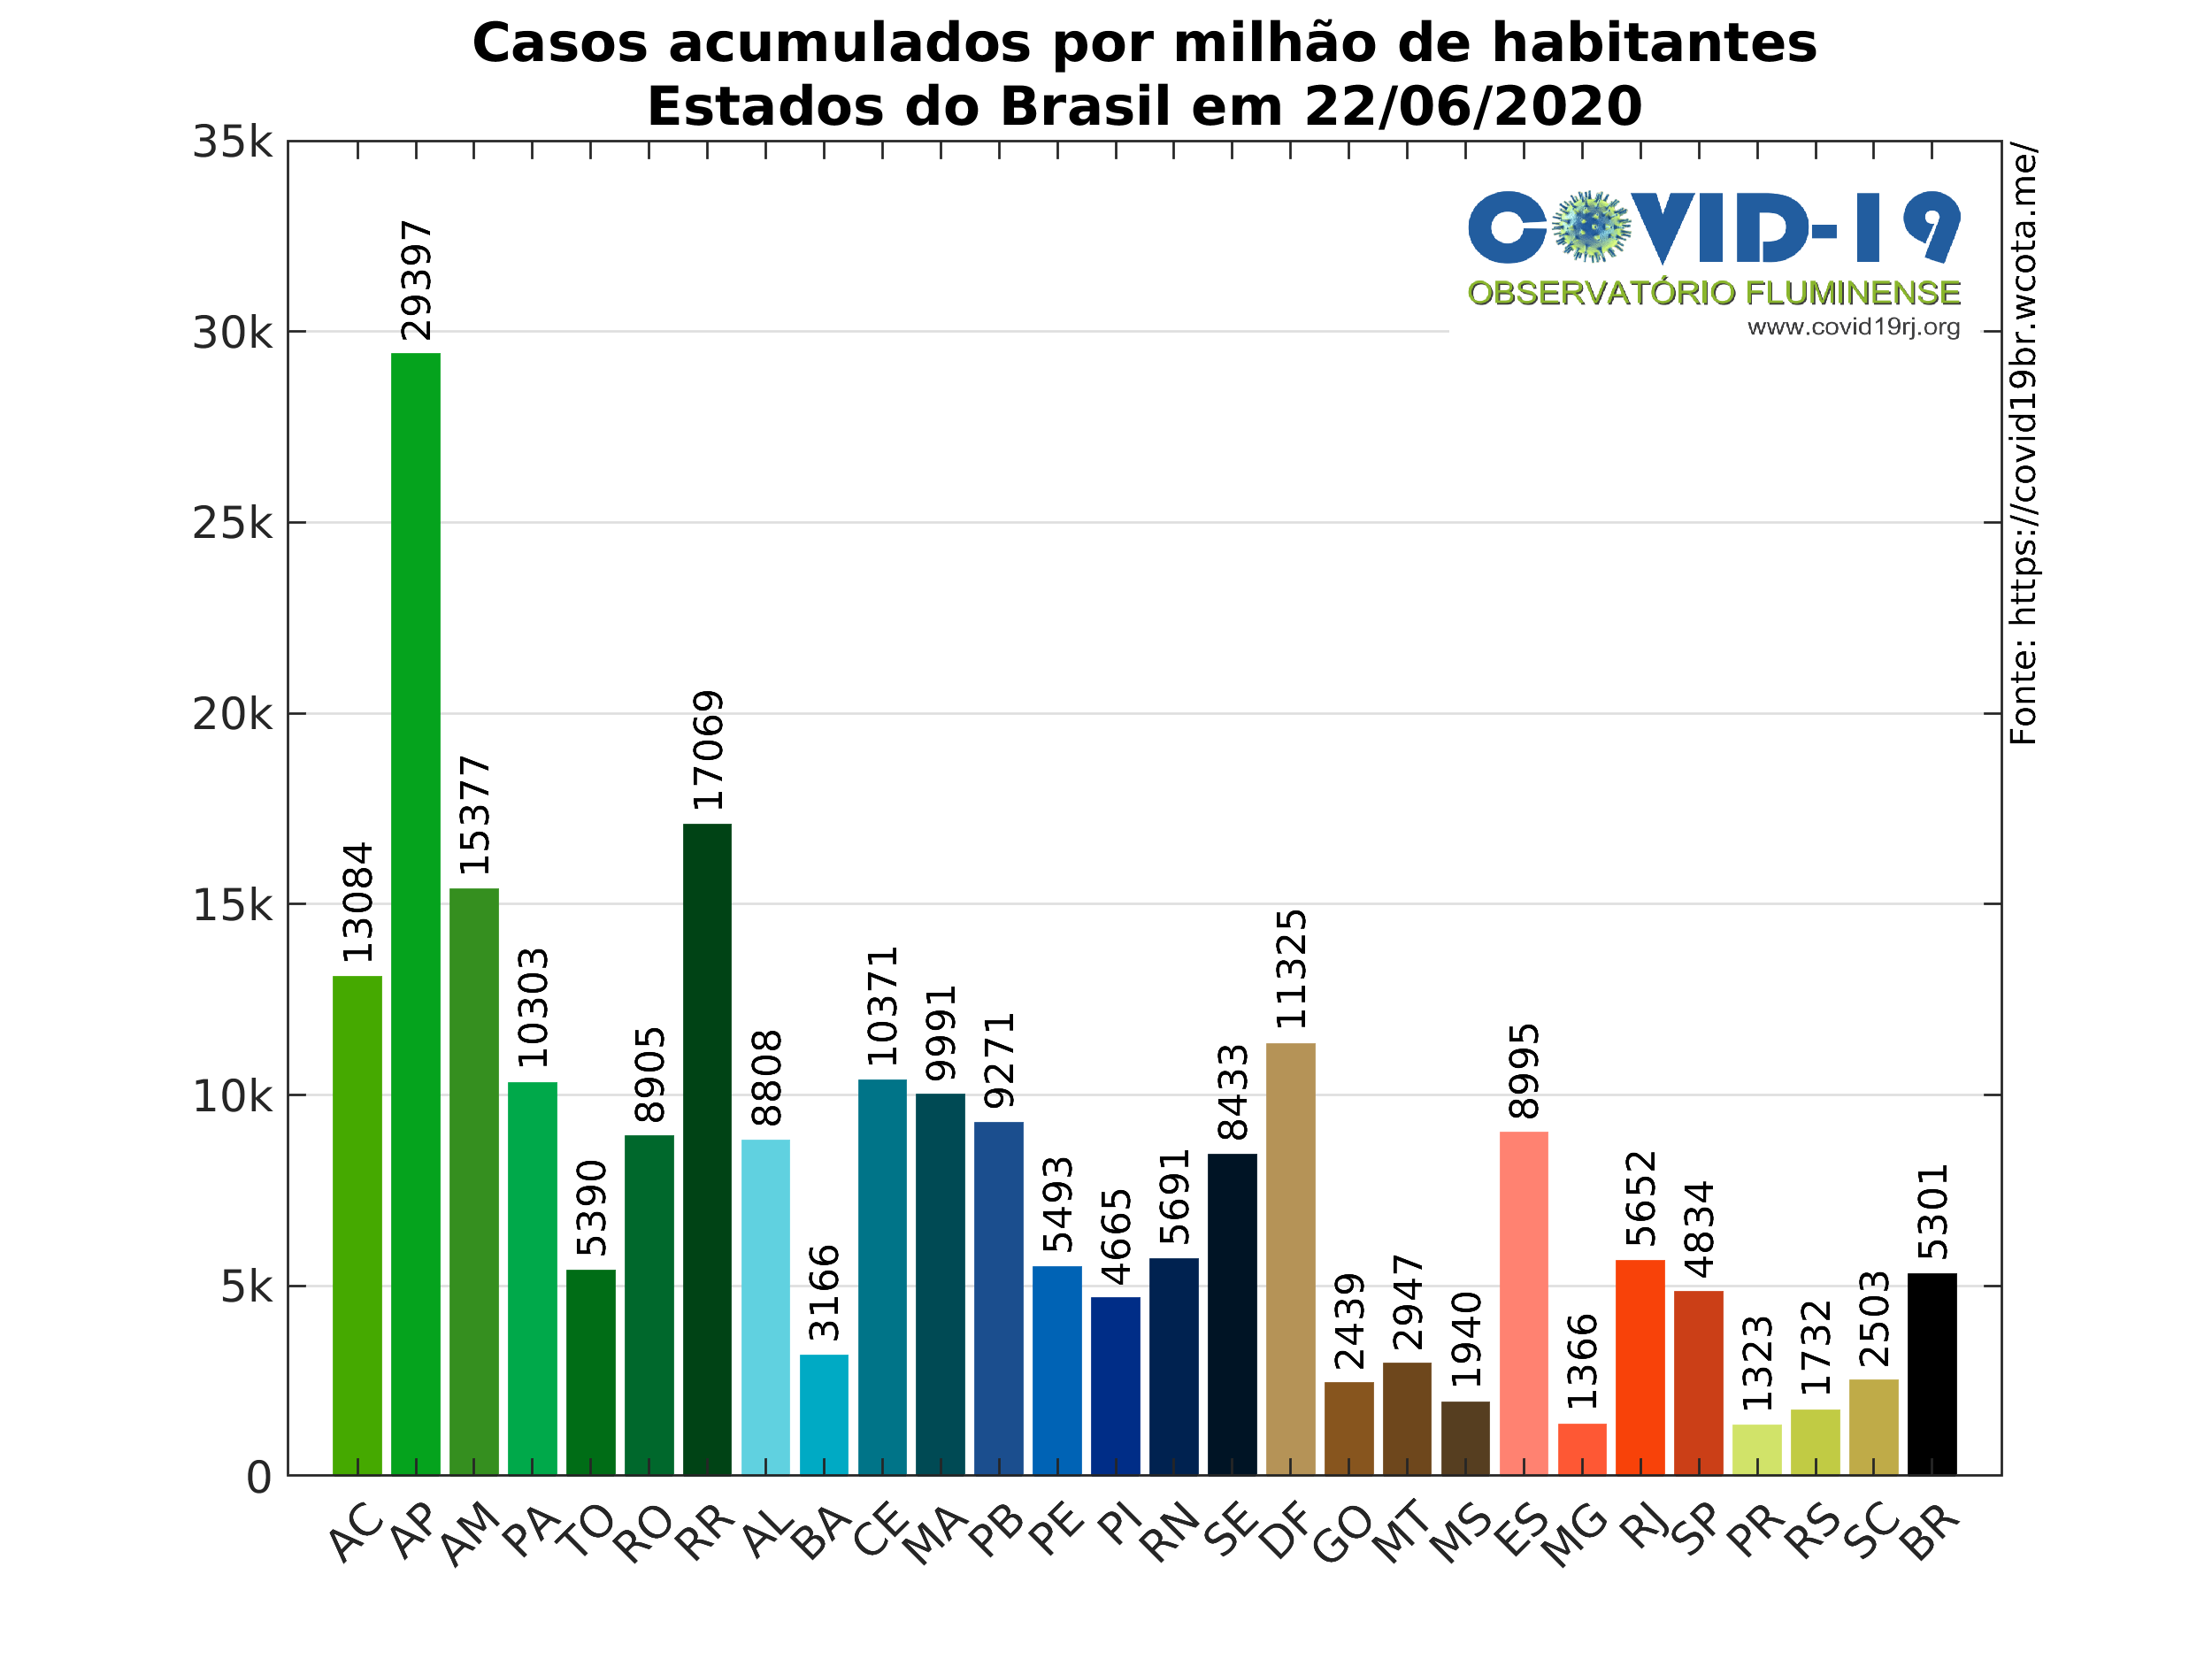 Casos acumulados por milhão de habitantes
Estados do Brasil em 22/06/2020
35k
30k
25k
20k
15k
10k
5k
0
13084
29397
15377
10303
5390
8905
17069
8808
3166
10371
9991
9271
5493
4665
5691
8433
11325
2439
2947
1940
8995
1366
5652
4834
1323
1732
2503
5301
AC
AP
AM
PA
TO
RO
RR
AL
BA
CE
MA
PB
PE
PI
RN
SE
DF
GO
MT
MS
ES
MG
RJ
SP
PR
RS
SC
BR
COVID-19
OBSERVATÓRIO FLUMINENSE
www.covid19rj.org
Fonte: https://covid19br.wcota.me/